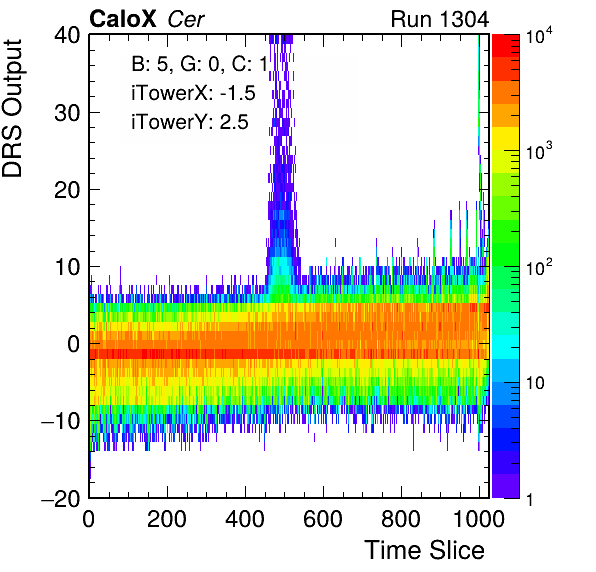 CaloX Cer
Run 1304
DRS Output
B: 5, G: 0, C: 1
iTowerX: -1.5
iTowerY: 2.5
40
30
20
10
0
−10
−20
0
200
400
600
800
1000
Time Slice
10⁴
10³
10²
10
1